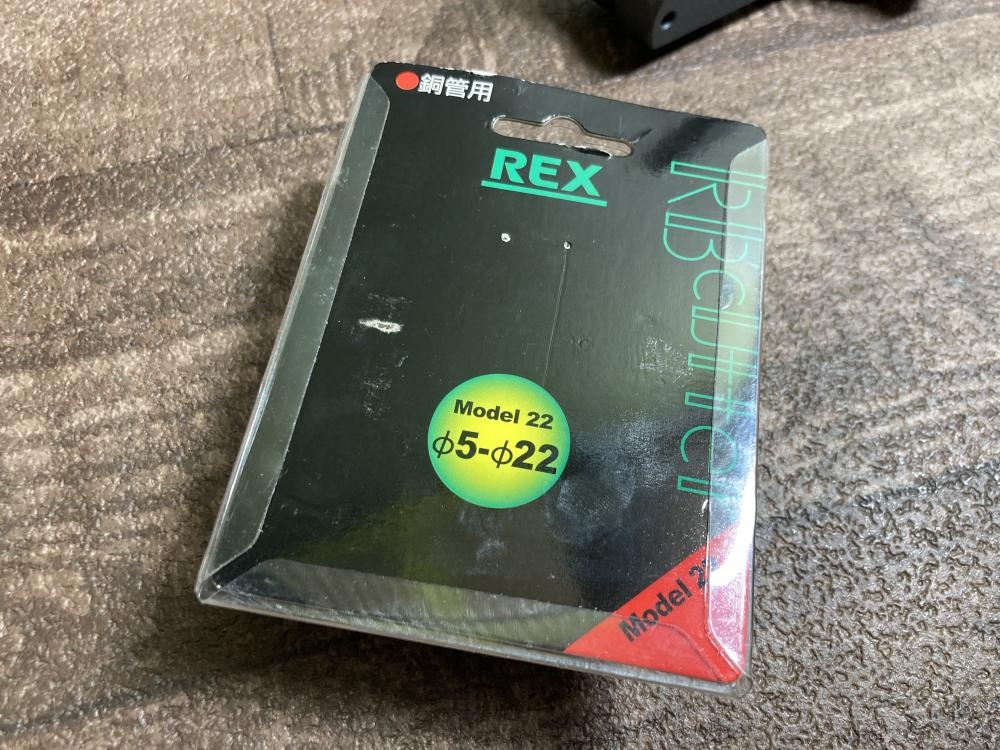 ●銅管用
REX
RBcutter
Model 22
φ5-φ22
Model 22